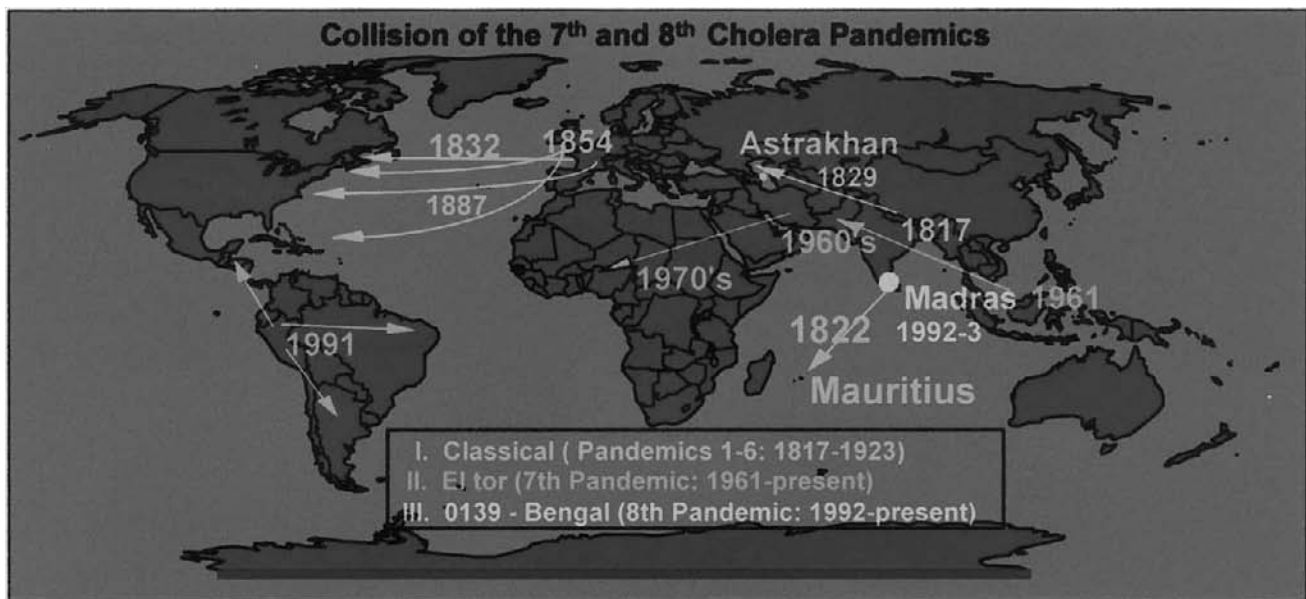 Collision of the 7th and 8th Cholera Pandemics
1832
1854
Astrakhan
1829
1887
1817
1960's
1970's
Madras
1961
1992-3
1822
1991
Mauritius
I. Classical ( Pandemics 1-6: 1817-1923)
II. El tor (7th Pandemic: 1961-present)
III. 0139 - Bengal (8th Pandemic: 1992-present)